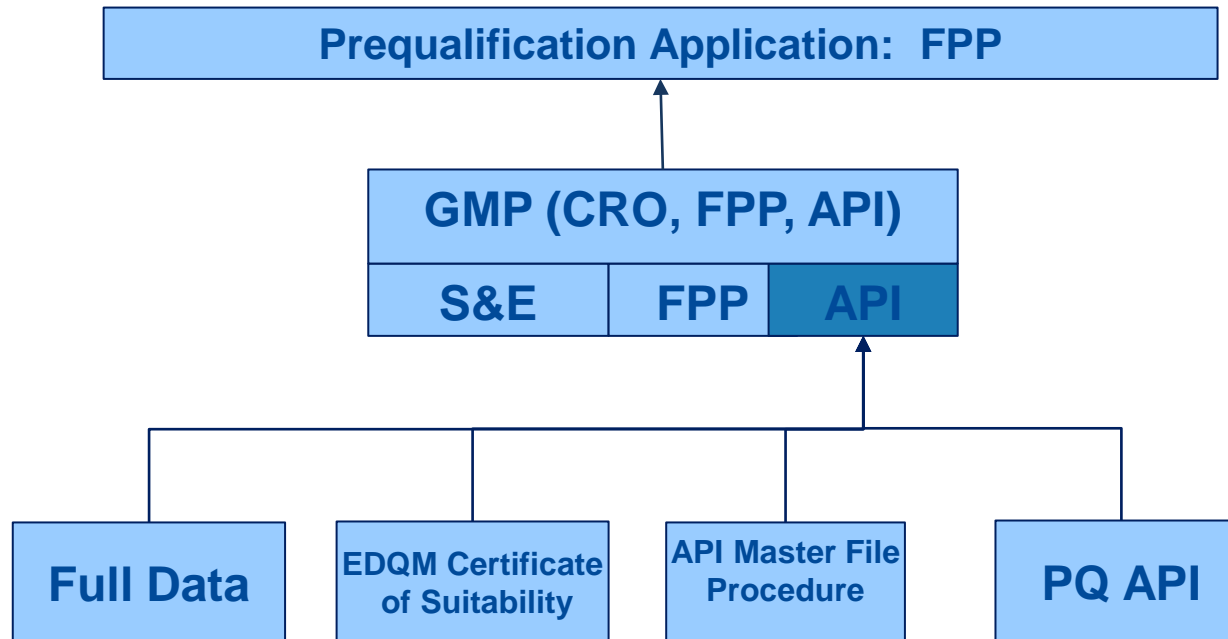 Prequalification Application: FPP
GMP (CRO, FPP, API)
S&E
FPP
API
Full Data
EDQM Certificate
of Suitability
API Master File
Procedure
PQ API